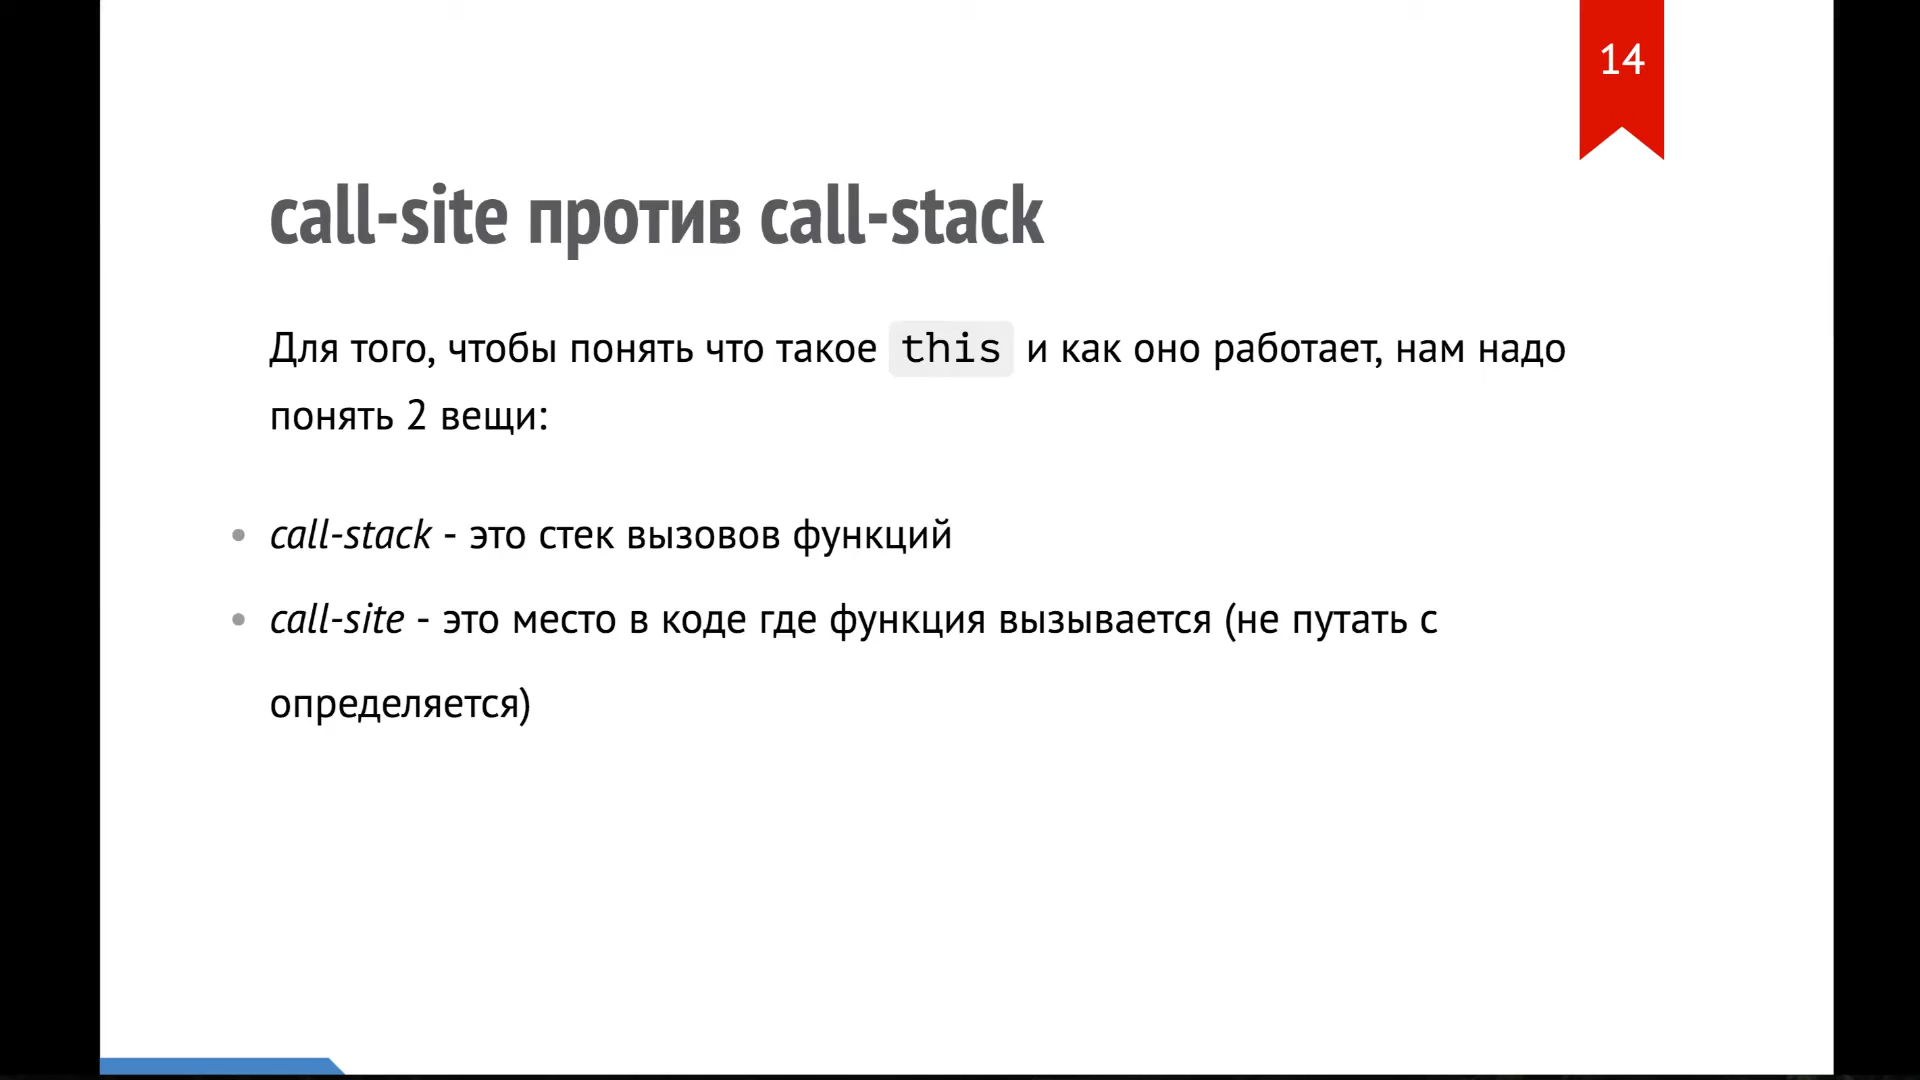 14
call-site против call-stack
Для того, чтобы понять что такое this и как оно работает, нам надо
понять 2 вещи:
• call-stack - это стек вызовов функций
• call-site - это место в коде где функция вызывается (не путать с
определяется)